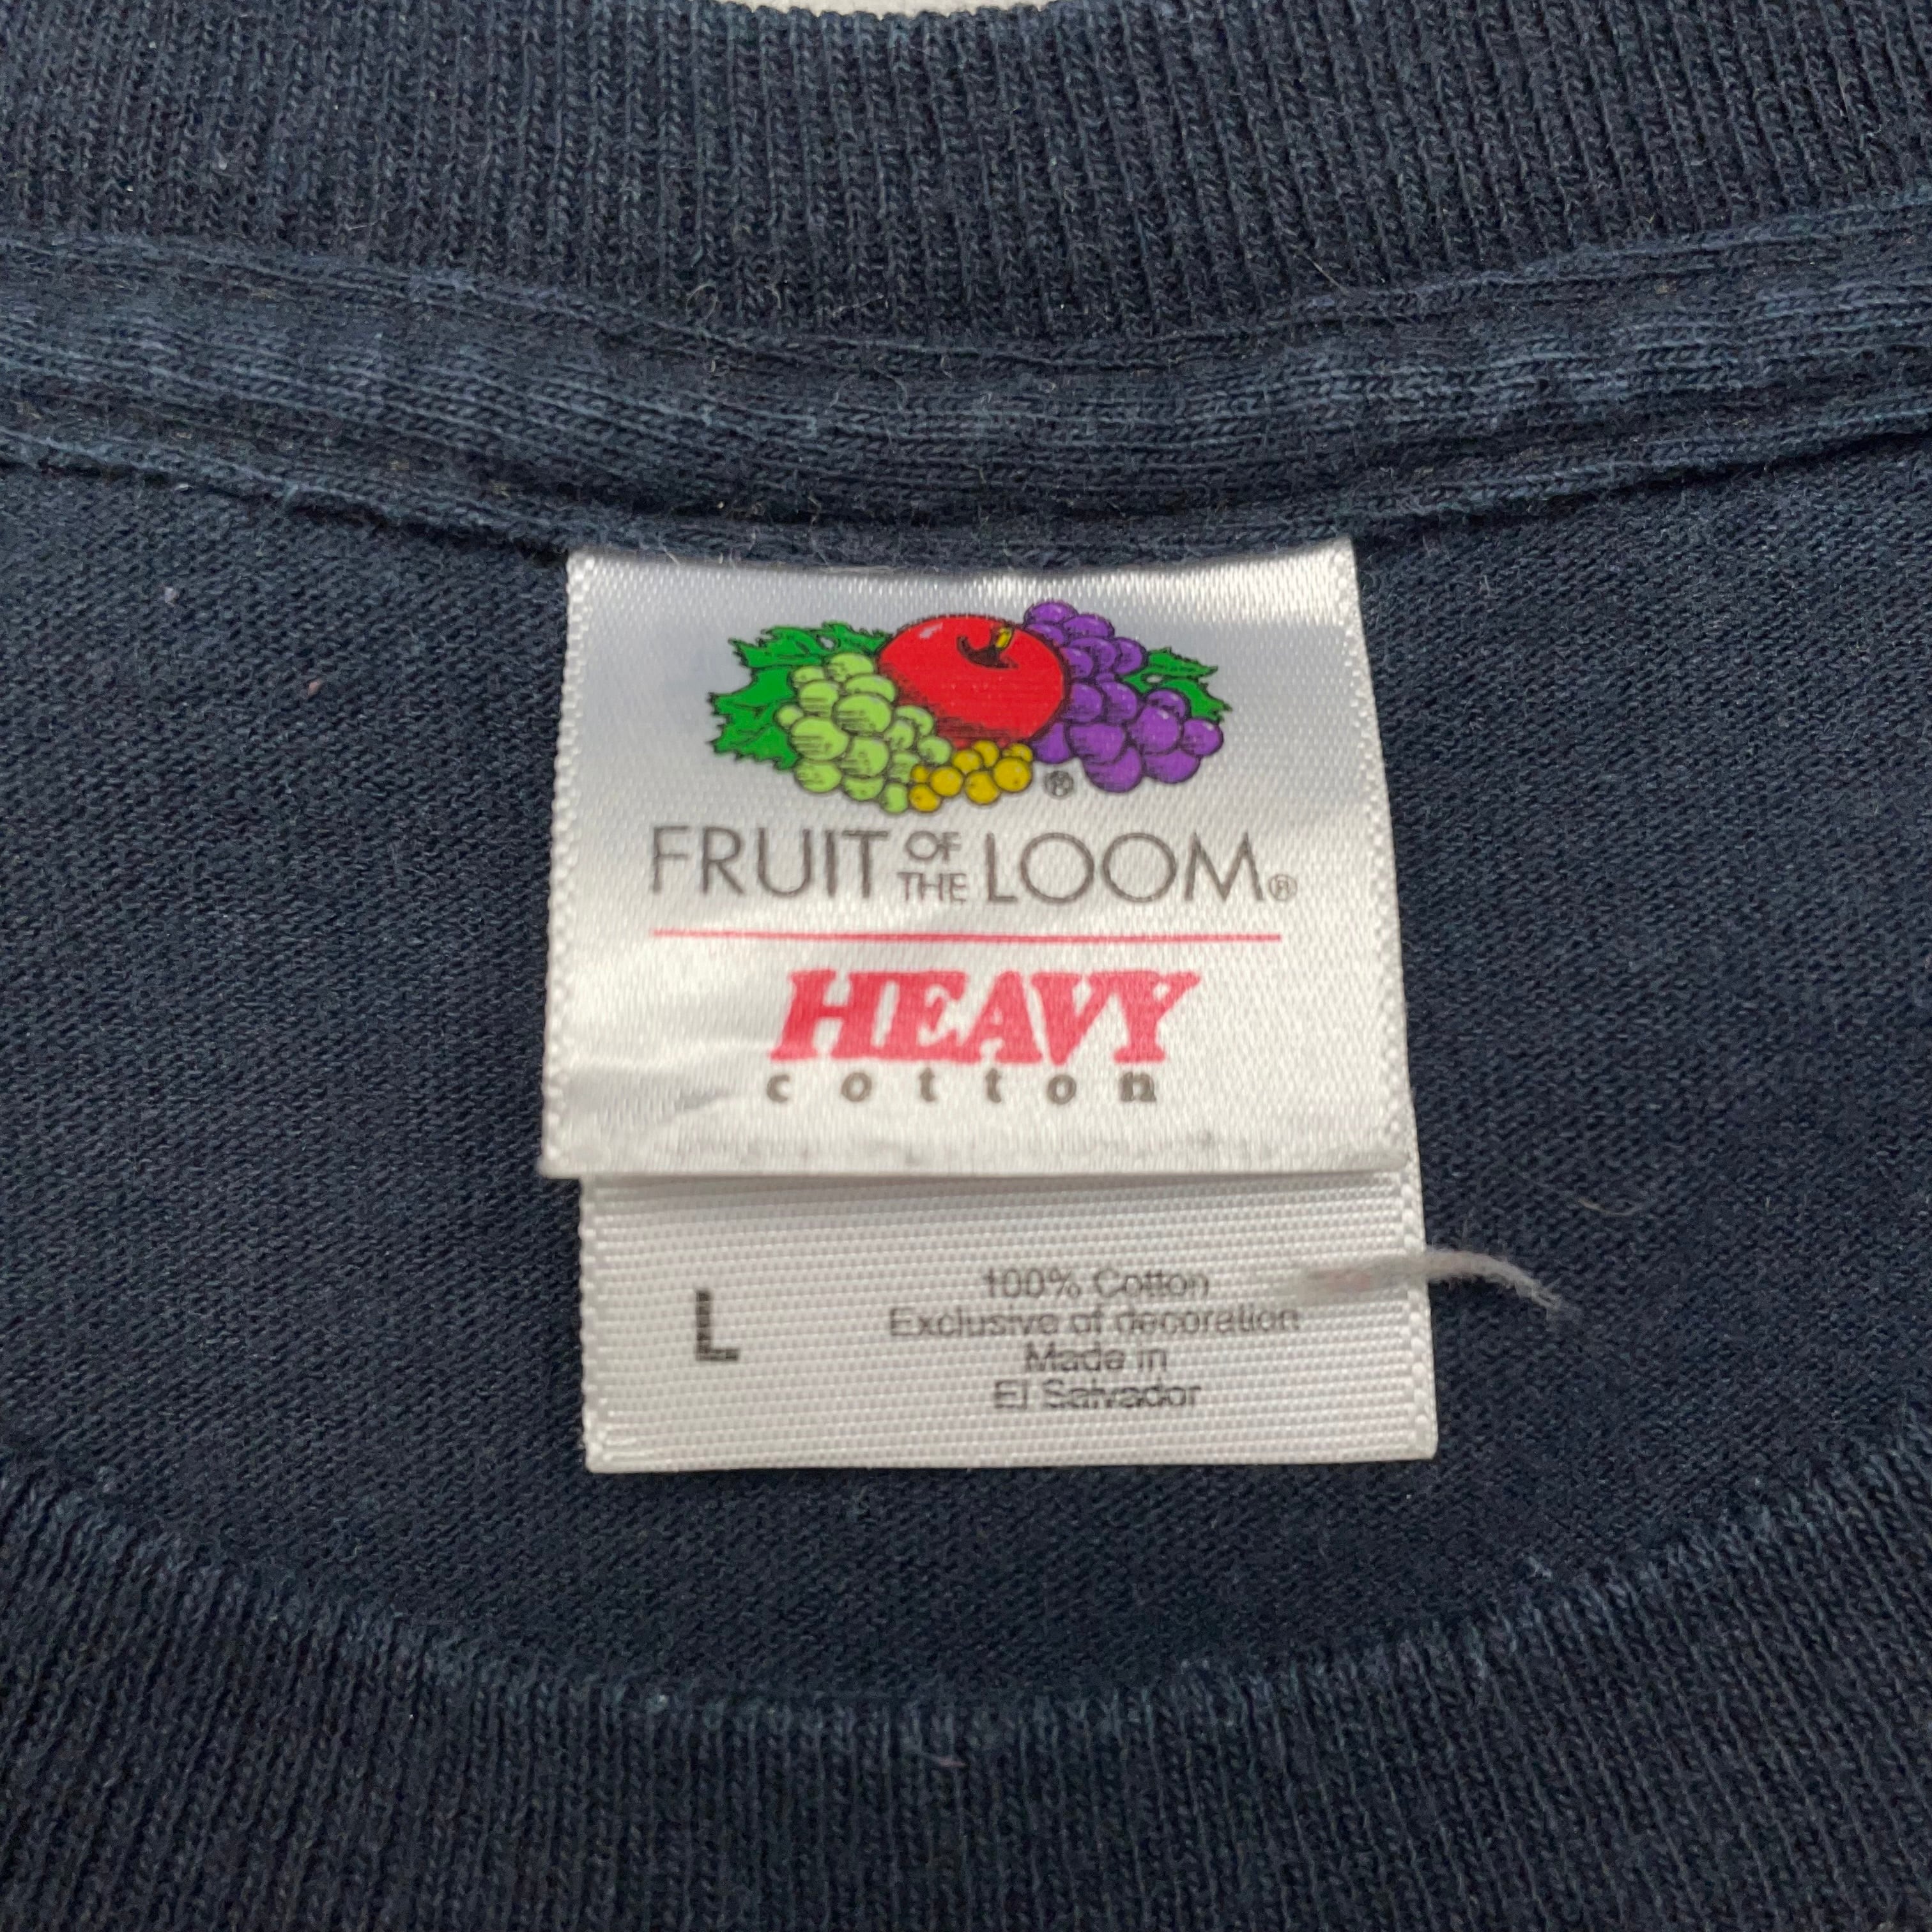 ®
FRUIT OF THE LOOM®
HEAVY
cotton
L
100% Cotton
Exclusive of decoration
Made in
El Salvador